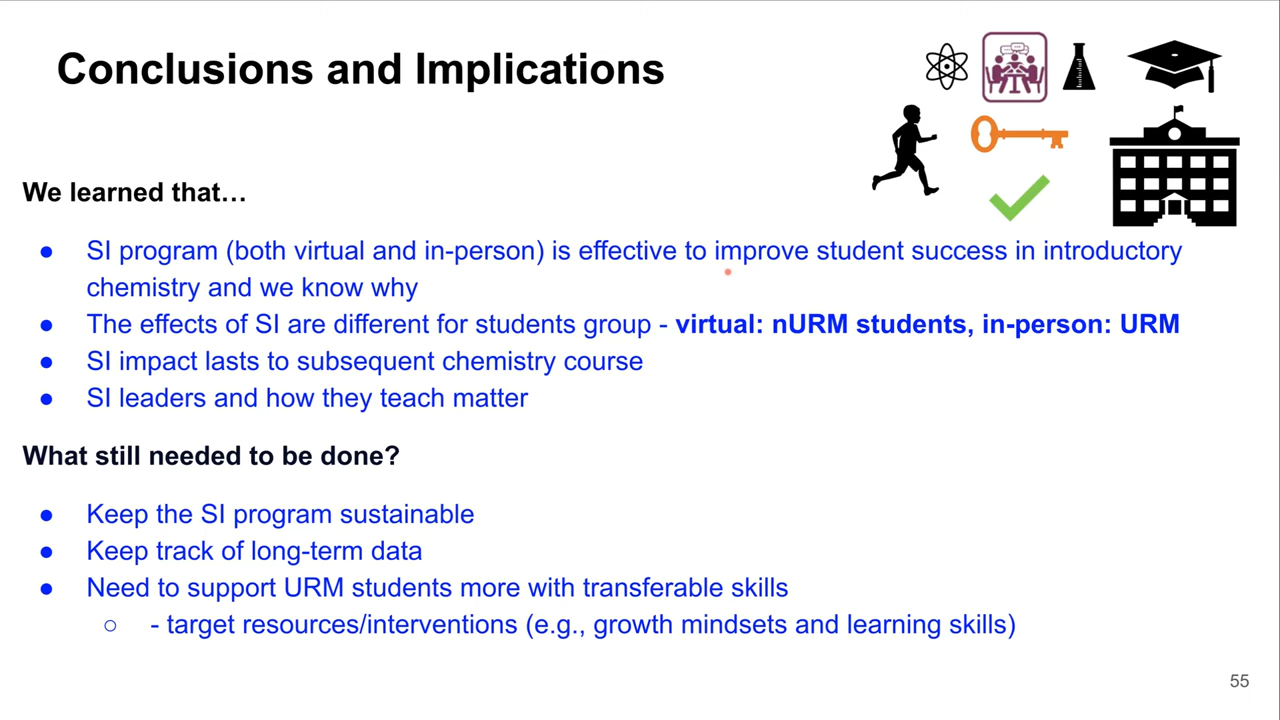 Conclusions and Implications
We learned that…
● SI program (both virtual and in-person) is effective to improve student success in introductory
chemistry and we know why
● The effects of SI are different for students group - virtual: nURM students, in-person: URM
● SI impact lasts to subsequent chemistry course
● SI leaders and how they teach matter
What still needed to be done?
● Keep the SI program sustainable
● Keep track of long-term data
● Need to support URM students more with transferable skills
○ - target resources/interventions (e.g., growth mindsets and learning skills)
55